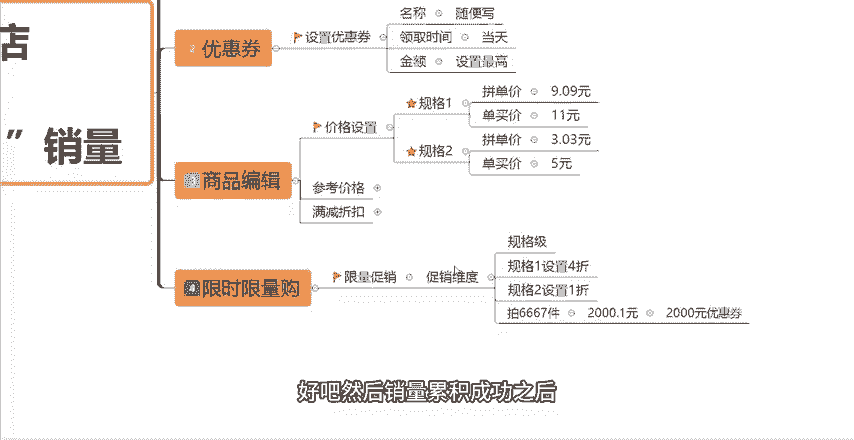 店
”销量
2 优惠券
设置优惠券
名称 随便写
领取时间 当天
金额 设置最高
商品编辑
价格设置
规格1
拼单价 9.09元
单买价 11元
规格2
拼单价 3.03元
单买价 5元
参考价格
满减折扣
4 限时限量购
限量促销 促销维度
规格级
规格1设置4折
规格2设置1折
拍6667件 2000.1元 2000元优惠券
好吧然后销量累积成功之后